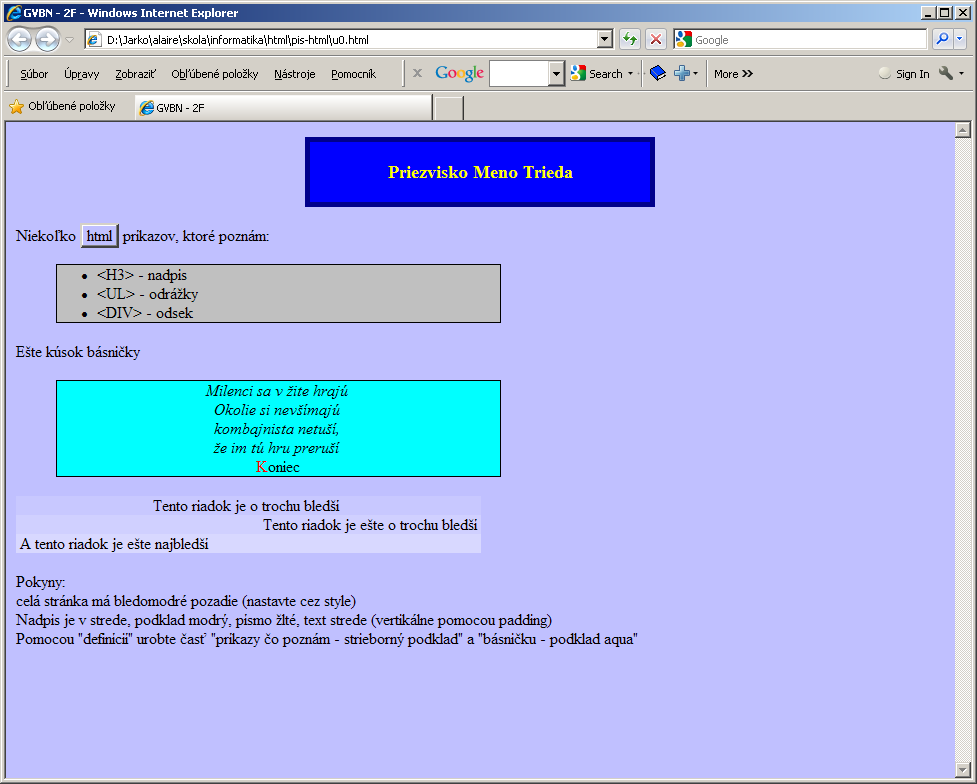 GVBN - 2F - Windows Internet Explorer
D:\Jarko\alaire\skola\informatika\html\pis-html\u0.html
Google
Súbor Úpravy Zobraziť Obľúbené položky Nástroje Pomocník
x Google Search More >> Sign In
Obľúbené položky GVBN - 2F
Priezvisko Meno Trieda
Niekoľko html prikazov, ktoré poznám:
• <H3> - nadpis
• <UL> - odrážky
• <DIV> - odsek
Ešte kúsok básničky
Milenci sa v žite hrajú
Okolie si nevšímajú
kombajnista netuší,
že im tú hru preruší
Koniec
Tento riadok je o trochu bledší
Tento riadok je ešte o trochu bledší
A tento riadok je ešte najbledší
Pokyny:
celá stránka má bledomodré pozadie (nastavte cez style)
Nadpis je v strede, podklad modrý, pismo žlté, text strede (vertikálne pomocou padding)
Pomocou "definicií" urobte časť "prikazy čo poznám - strieborný podklad" a "básničku - podklad aqua"